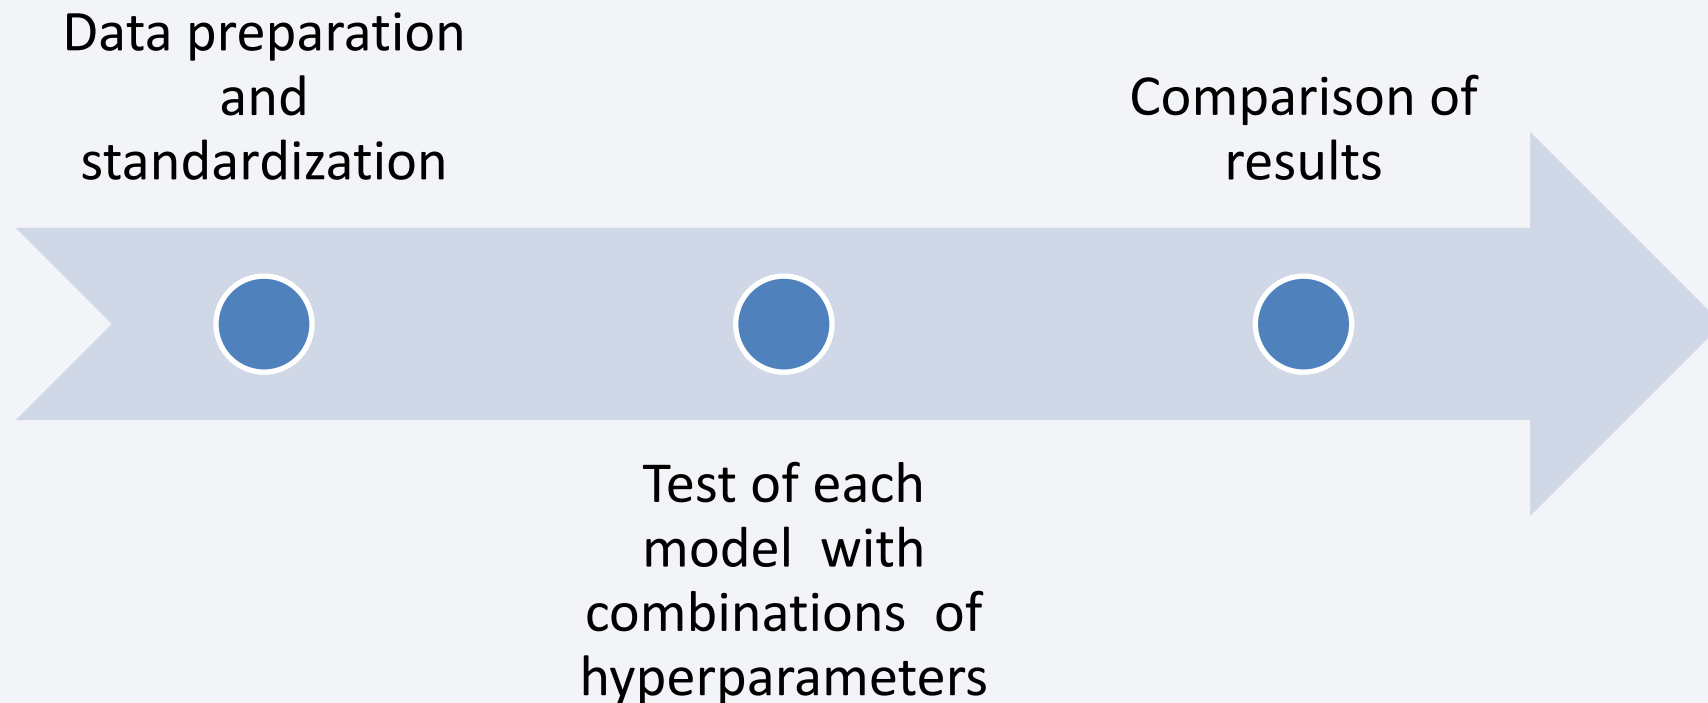 Data preparation
and
standardization
Test of each
model  with
combinations  of
hyperparameters
Comparison of
results